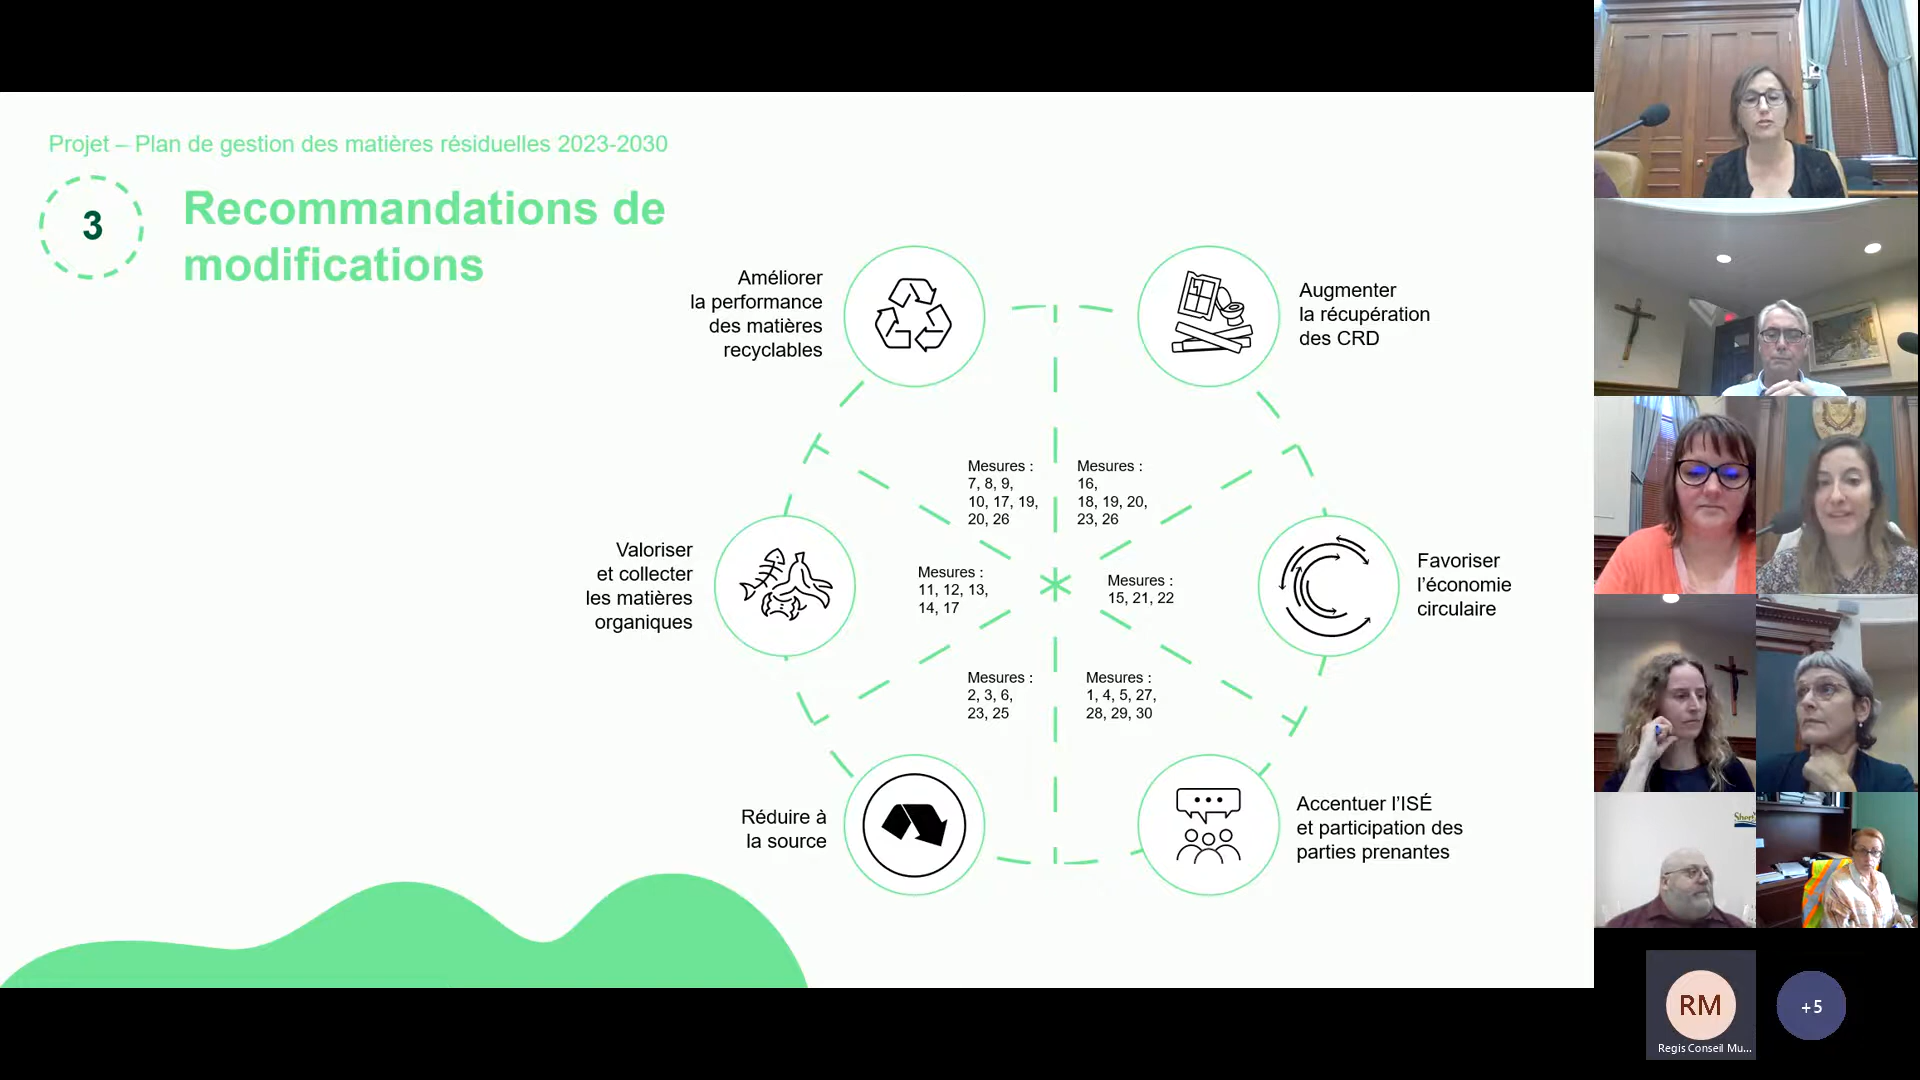 Projet – Plan de gestion des matières résiduelles 2023-2030
3
Recommandations de
modifications
Améliorer
la performance
des matières
recyclables
Augmenter
la récupération
des CRD
Mesures :
7, 8, 9,
10, 17, 19,
20, 26
Mesures :
16,
18, 19, 20,
23, 26
Valoriser
et collecter
les matières
organiques
Mesures :
11, 12, 13,
14, 17
Mesures :
15, 21, 22
Favoriser
l’économie
circulaire
Mesures :
2, 3, 6,
23, 25
Mesures :
1, 4, 5, 27,
28, 29, 30
Réduire à
la source
Accentuer l’ISÉ
et participation des
parties prenantes
RM
Regis Conseil Mu...
+5